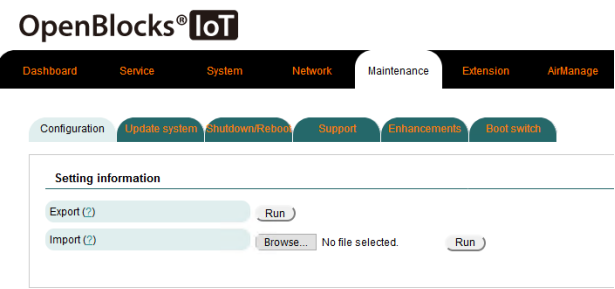 OpenBlocks® IoT
Dashboard Service System Network Maintenance Extension AirManage
Configuration Update system Shutdown/Reboot Support Enhancements Boot switch
Setting information
Export (?) Run
Import (?) Browse... No file selected. Run